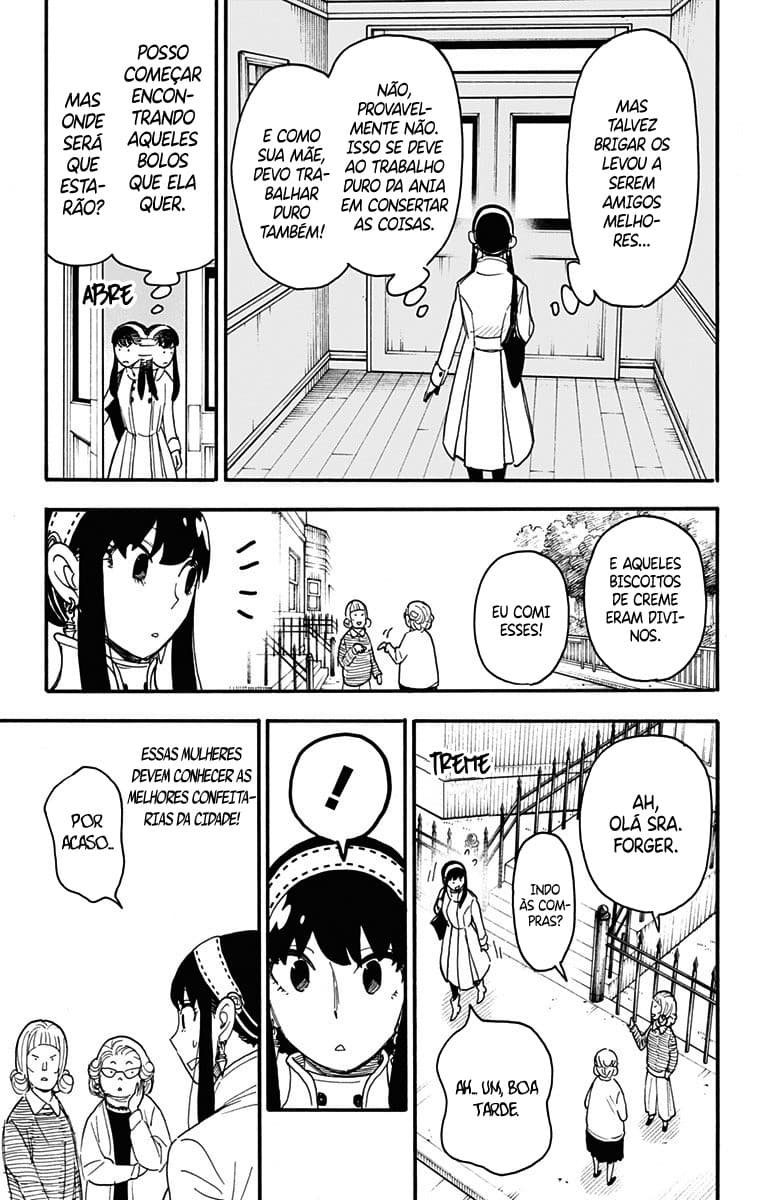 MAS
TALVEZ
BRIGAR OS
LEVOU A
SEREM
AMIGOS
MELHO-
RES...
NÃO,
PROVAVEL-
MENTE NÃO.
ISSO SE DEVE
AO TRABALHO
DURO DA ANIA
EM CONSERTAR
AS COISAS.
E COMO
SUA MÃE,
DEVO TRA-
BALHAR
DURO
TAMBÉM!
POSSO
COMEÇAR
ENCON-
TRANDO
AQUELES
BOLOS
QUE ELA
QUER.
MAS
ONDE
SERÁ
QUE
ESTA-
RÃO?
ABRE
E AQUELES
BISCOITOS
DE CREME
ERAM DIVI-
NOS.
EU COMI
ESSES!
AH,
OLÁ SRA.
FORGER.
TREME
INDO
ÀS COM-
PRAS?
AH.. UM, BOA
TARDE.
!
ESSAS MULHERES
DEVEM CONHECER AS
MELHORES CONFEITA-
RIAS DA CIDADE!
POR
ACASO..